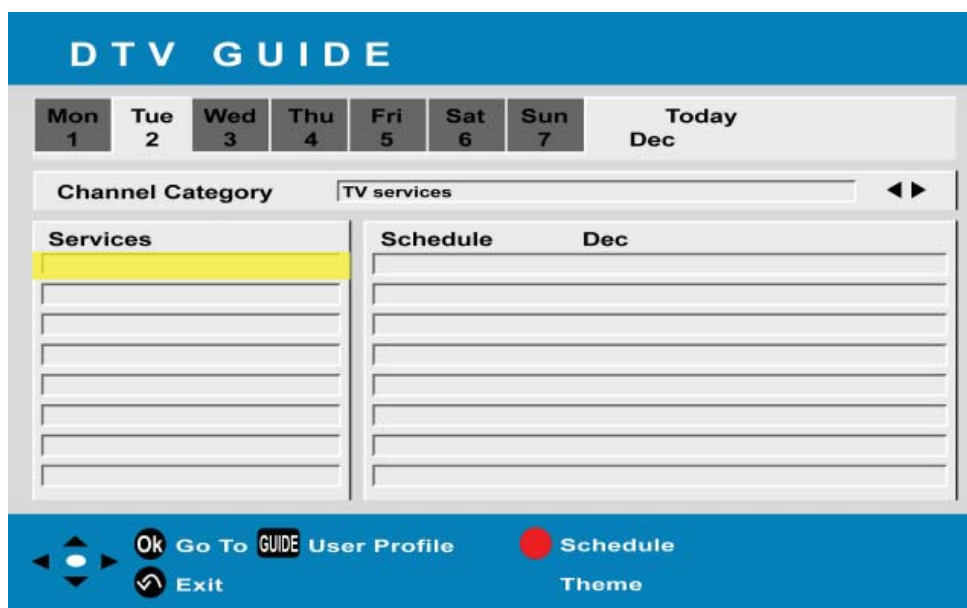 DTV GUIDE
Mon Tue Wed Thu Fri Sat Sun Today
1 2 3 4 5 6 7 Dec
Channel Category TV services
Services Schedule Dec
Ok Go To GUIDE User Profile Schedule
Exit Theme